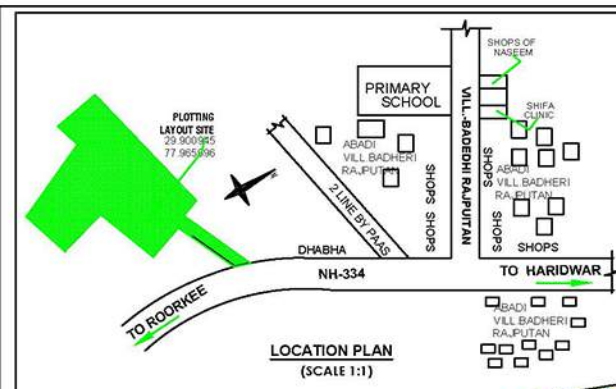 SHOPS OF
NASEEM
PRIMARY
SCHOOL
SHIFA
CLINIC
PLOTTING
LAYOUT SITE
29.900945
77.965696
ABADI
VILL BADHERI
RAJPUTAN
VILL.-BADEDHI RAJPUTAN
SHOPS
ABADI
VILL BADHERI
RAJPUTAN
2 LINE BY PAAS
SHOPS SHOPS
SHOPS
SHOPS
DHABHA
NH-334
TO HARIDWAR
TO ROORKEE
ABADI
VILL BADHERI
RAJPUTAN
LOCATION PLAN
(SCALE 1:1)